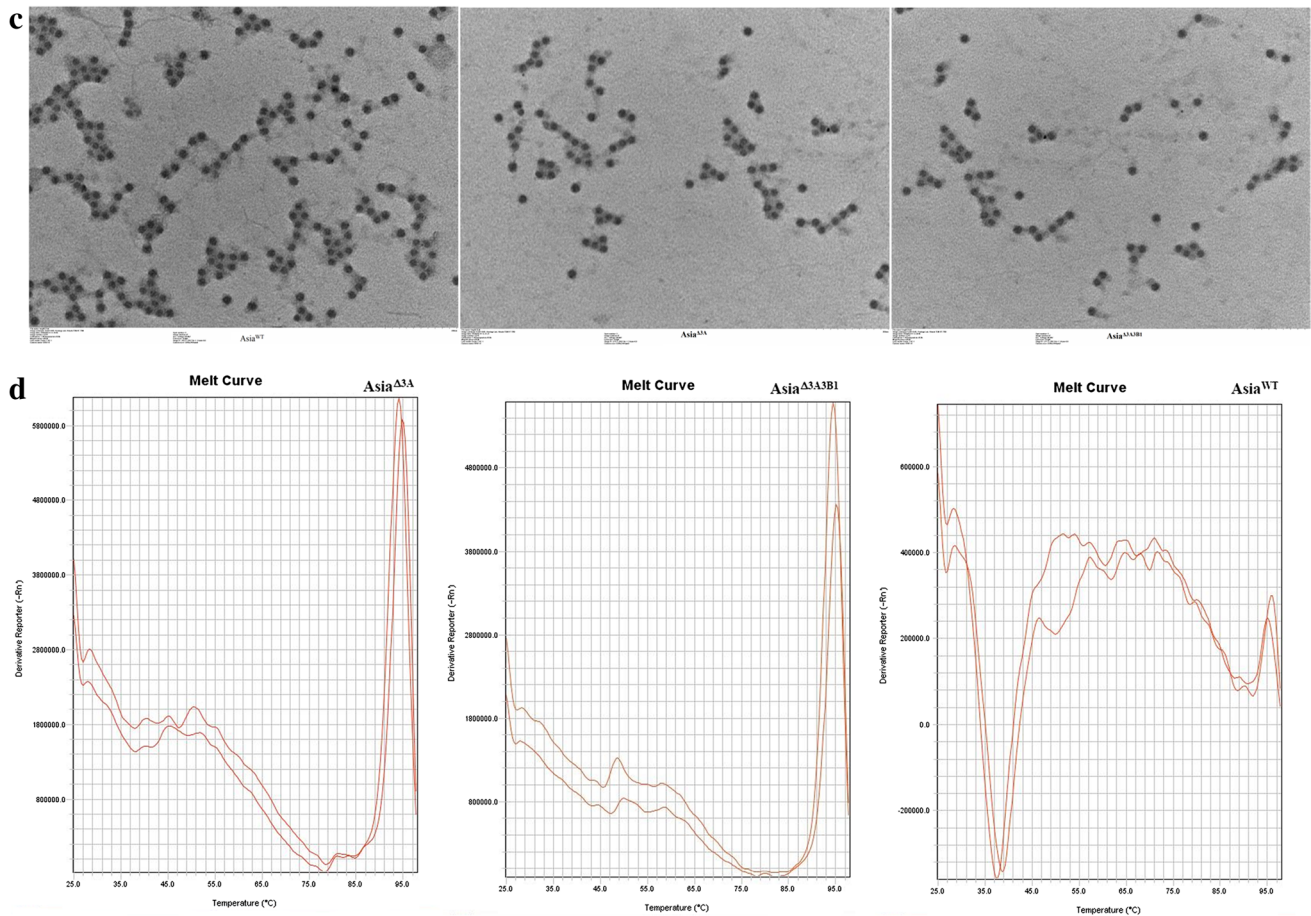 c
Asia^WT
Asia^Δ3A
Asia^Δ3A3B1
d
Melt Curve
Asia^Δ3A
Derivative Reporter (-Rn')
5800000.0
4800000.0
3800000.0
2800000.0
1800000.0
800000.0
25.0 35.0 45.0 55.0 65.0 75.0 85.0 95.0
Temperature (°C)
Melt Curve
Asia^Δ3A3B1
Derivative Reporter (-Rn')
4800000.0
3800000.0
2800000.0
1800000.0
800000.0
25.0 35.0 45.0 55.0 65.0 75.0 85.0 95.0
Temperature (°C)
Melt Curve
Asia^WT
Derivative Reporter (-Rn')
600000.0
400000.0
200000.0
0.0
-200000.0
25.0 35.0 45.0 55.0 65.0 75.0 85.0 95.0
Temperature (°C)